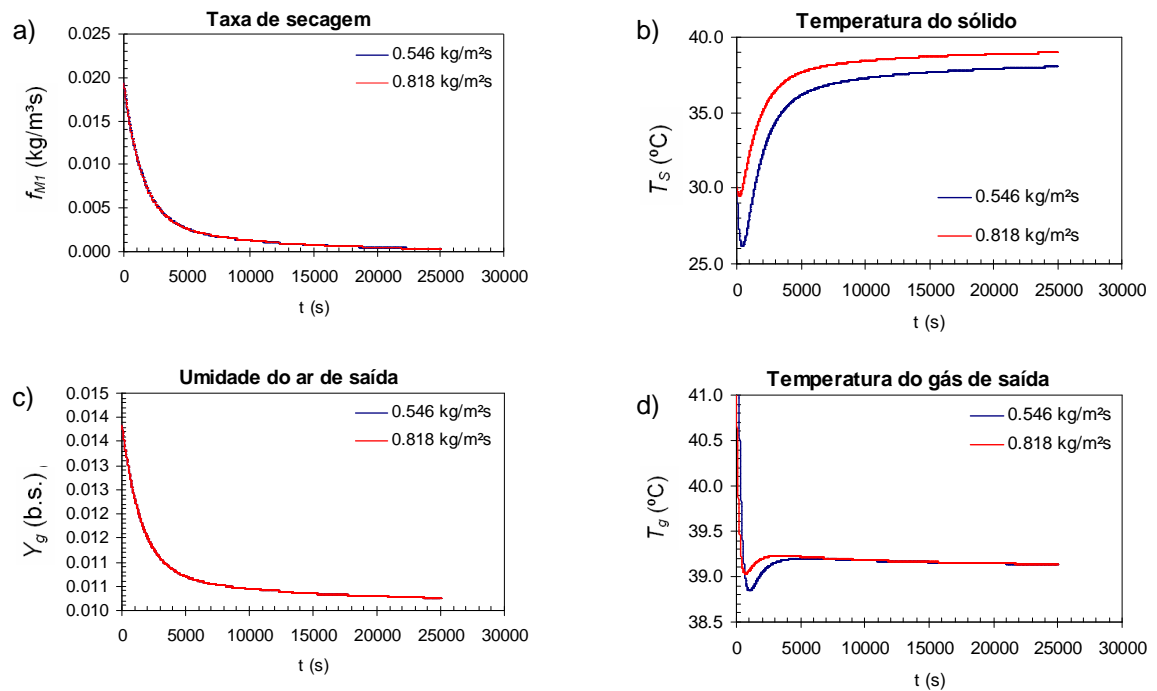 a)
Taxa de secagem
0.025
0.020
0.015
0.010
0.005
0.000
f_M1 (kg/m³s)
0.546 kg/m²s
0.818 kg/m²s
0 5000 10000 15000 20000 25000 30000
t (s)
b)
Temperatura do sólido
40.0
35.0
30.0
25.0
T_S (ºC)
0.546 kg/m²s
0.818 kg/m²s
0 5000 10000 15000 20000 25000 30000
t (s)
c)
Umidade do ar de saída
0.015
0.014
0.013
0.013
0.012
0.012
0.011
0.011
0.010
Y_g (b.s.)
0.546 kg/m²s
0.818 kg/m²s
0 5000 10000 15000 20000 25000 30000
t (s)
d)
Temperatura do gás de saída
41.0
40.5
40.0
39.5
39.0
38.5
T_g (ºC)
0.546 kg/m²s
0.818 kg/m²s
0 5000 10000 15000 20000 25000 30000
t (s)